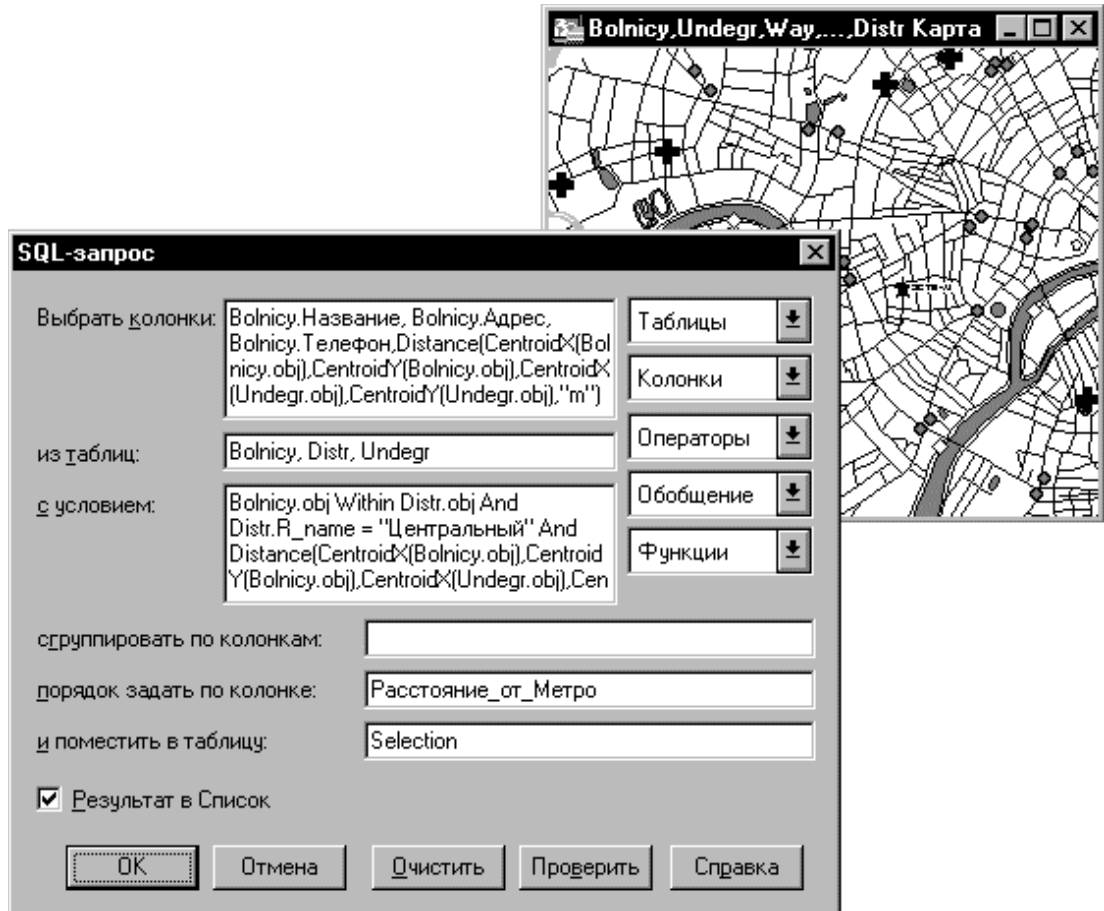 Bolnicy,Undegr,Way,...,Distr Карта
SQL-запрос
Выбрать колонки:
Bolnicy.Название, Bolnicy.Адрес,
Bolnicy.Телефон,Distance(CentroidX(Bol
nicy.obj),CentroidY(Bolnicy.obj),CentroidX
(Undegr.obj),CentroidY(Undegr.obj),"m")
Таблицы
Колонки
Операторы
Обобщение
Функции
из таблиц:
Bolnicy, Distr, Undegr
с условием:
Bolnicy.obj Within Distr.obj And
Distr.R_name = "Центральный" And
Distance(CentroidX(Bolnicy.obj),Centroid
Y(Bolnicy.obj),CentroidX(Undegr.obj),Cen
сгруппировать по колонкам:
порядок задать по колонке:
Расстояние_от_Метро
и поместить в таблицу:
Selection
Результат в Список
OK
Отмена
Очистить
Проверить
Справка